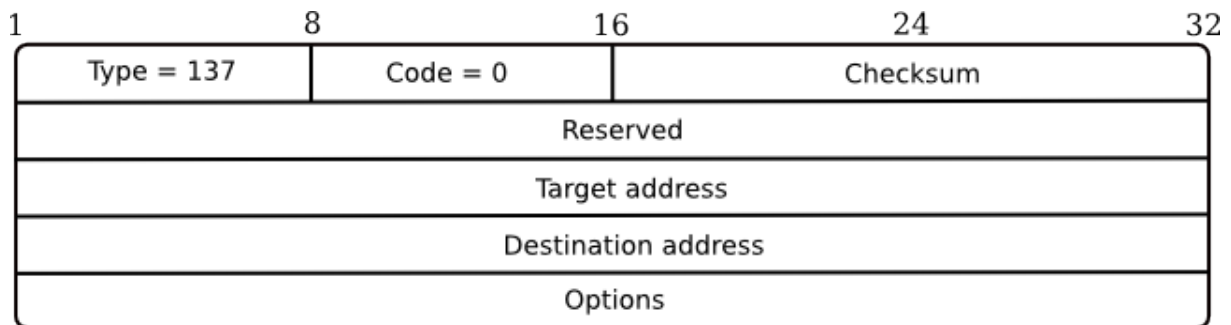 1 8 16 24 32
Type = 137 Code = 0 Checksum
Reserved
Target address
Destination address
Options